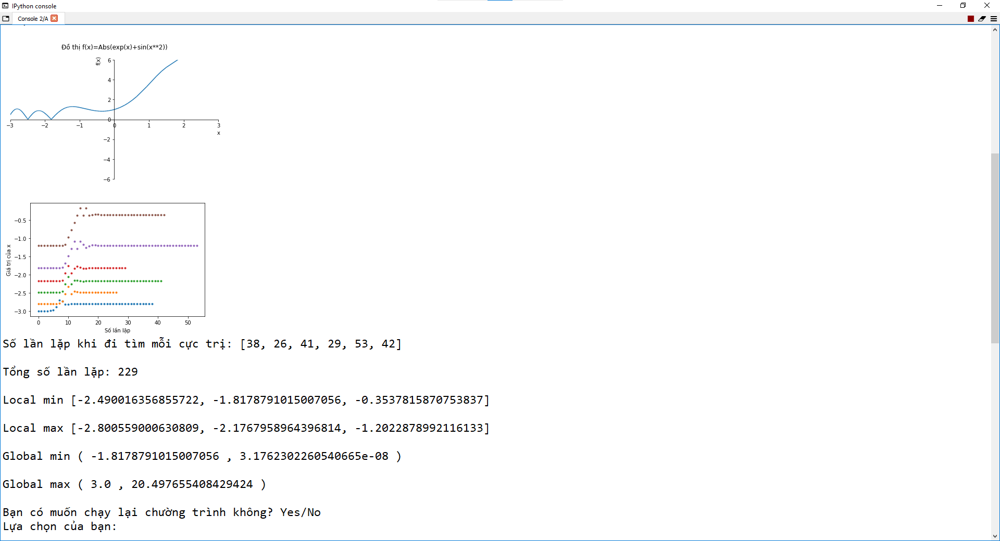 IPython console
Console 2/A
Đồ thị f(x)=Abs(exp(x)+sin(x**2))
f(x)
6
4
2
0
−3 −2 −1 0 1 2 3
x
−2
−4
−6
−0.5
−1.0
−1.5
−2.0
−2.5
−3.0
Giá trị của x
0 10 20 30 40 50
Số lần lặp
Số lần lặp khi đi tìm mỗi cực trị: [38, 26, 41, 29, 53, 42]
Tổng số lần lặp: 229
Local min [-2.490016356855722, -1.8178791015007056, -0.3537815870753837]
Local max [-2.800559000630809, -2.1767958964396814, -1.2022878992116133]
Global min ( -1.8178791015007056 , 3.1762302260540665e-08 )
Global max ( 3.0 , 20.497655408429424 )
Bạn có muốn chạy lại chường trình không? Yes/No
Lựa chọn của bạn: